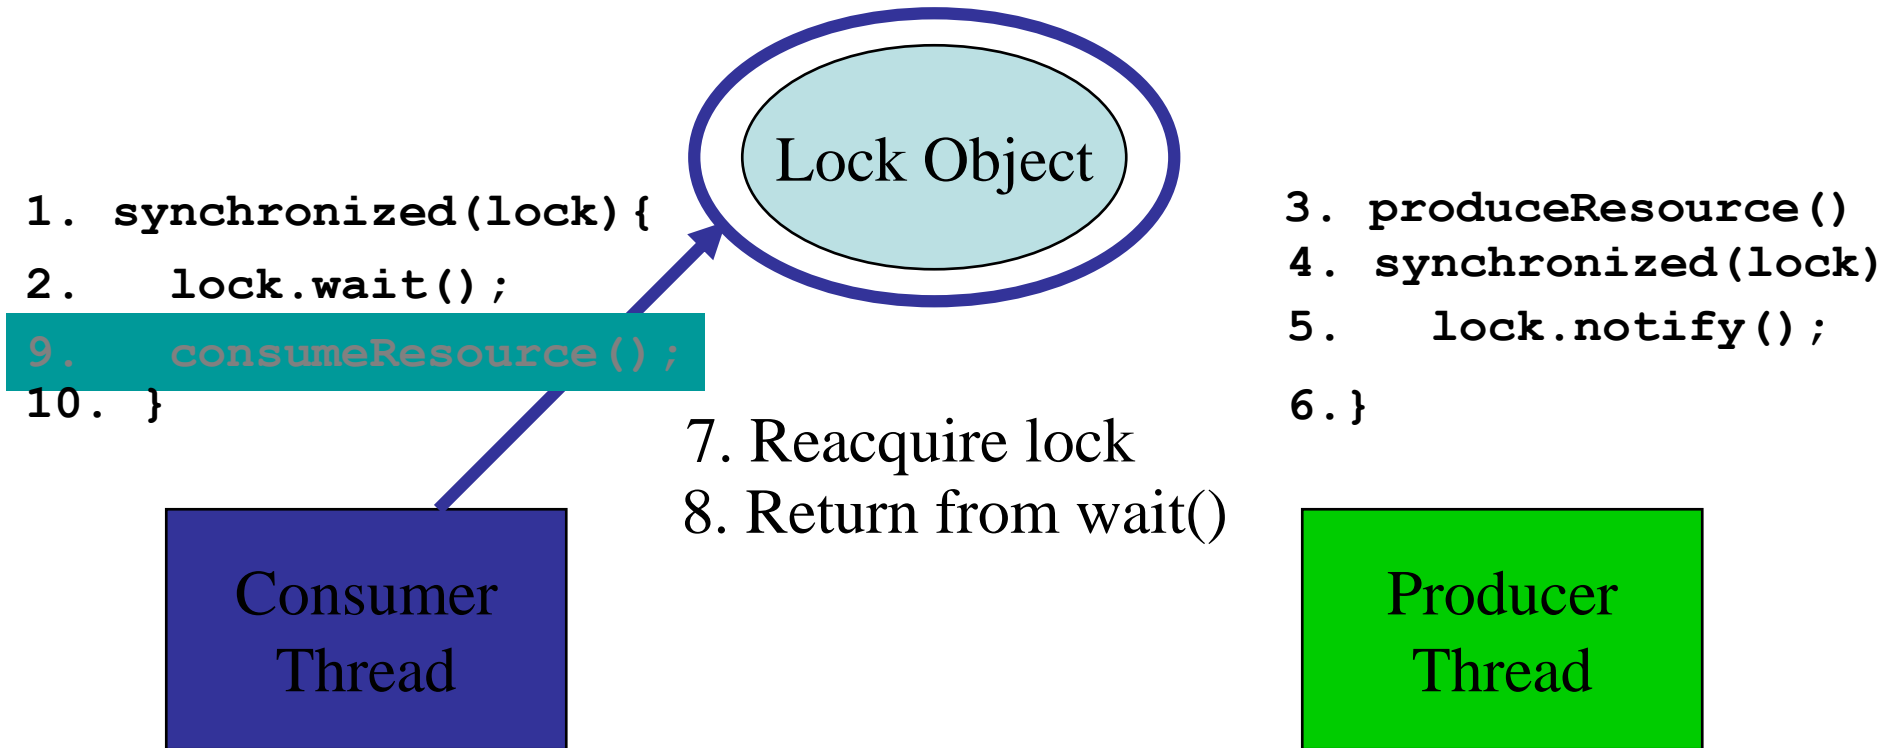 Lock Object
1. synchronized(lock){
2.   lock.wait();
9.   consumeResource();
10. }
3. produceResource()
4. synchronized(lock)
5.   lock.notify();
6.}
7. Reacquire lock
8. Return from wait()
Consumer
Thread
Producer
Thread